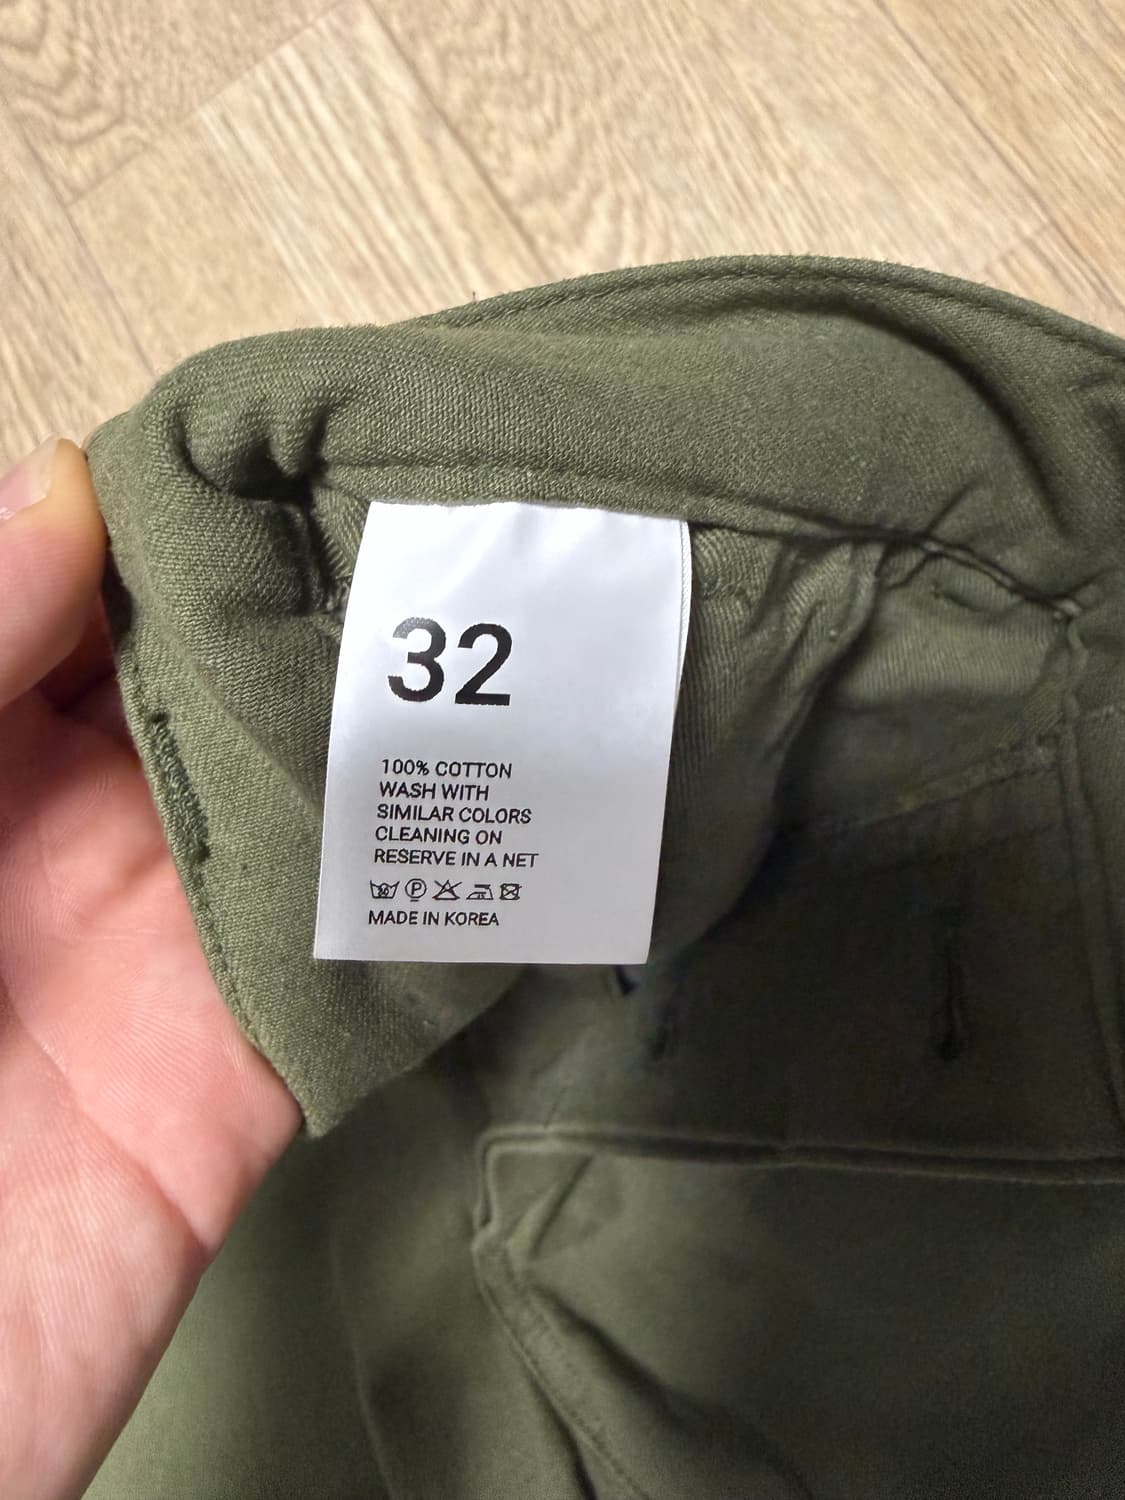 32
100% COTTON
WASH WITH
SIMILAR COLORS
CLEANING ON
RESERVE IN A NET
P
MADE IN KOREA